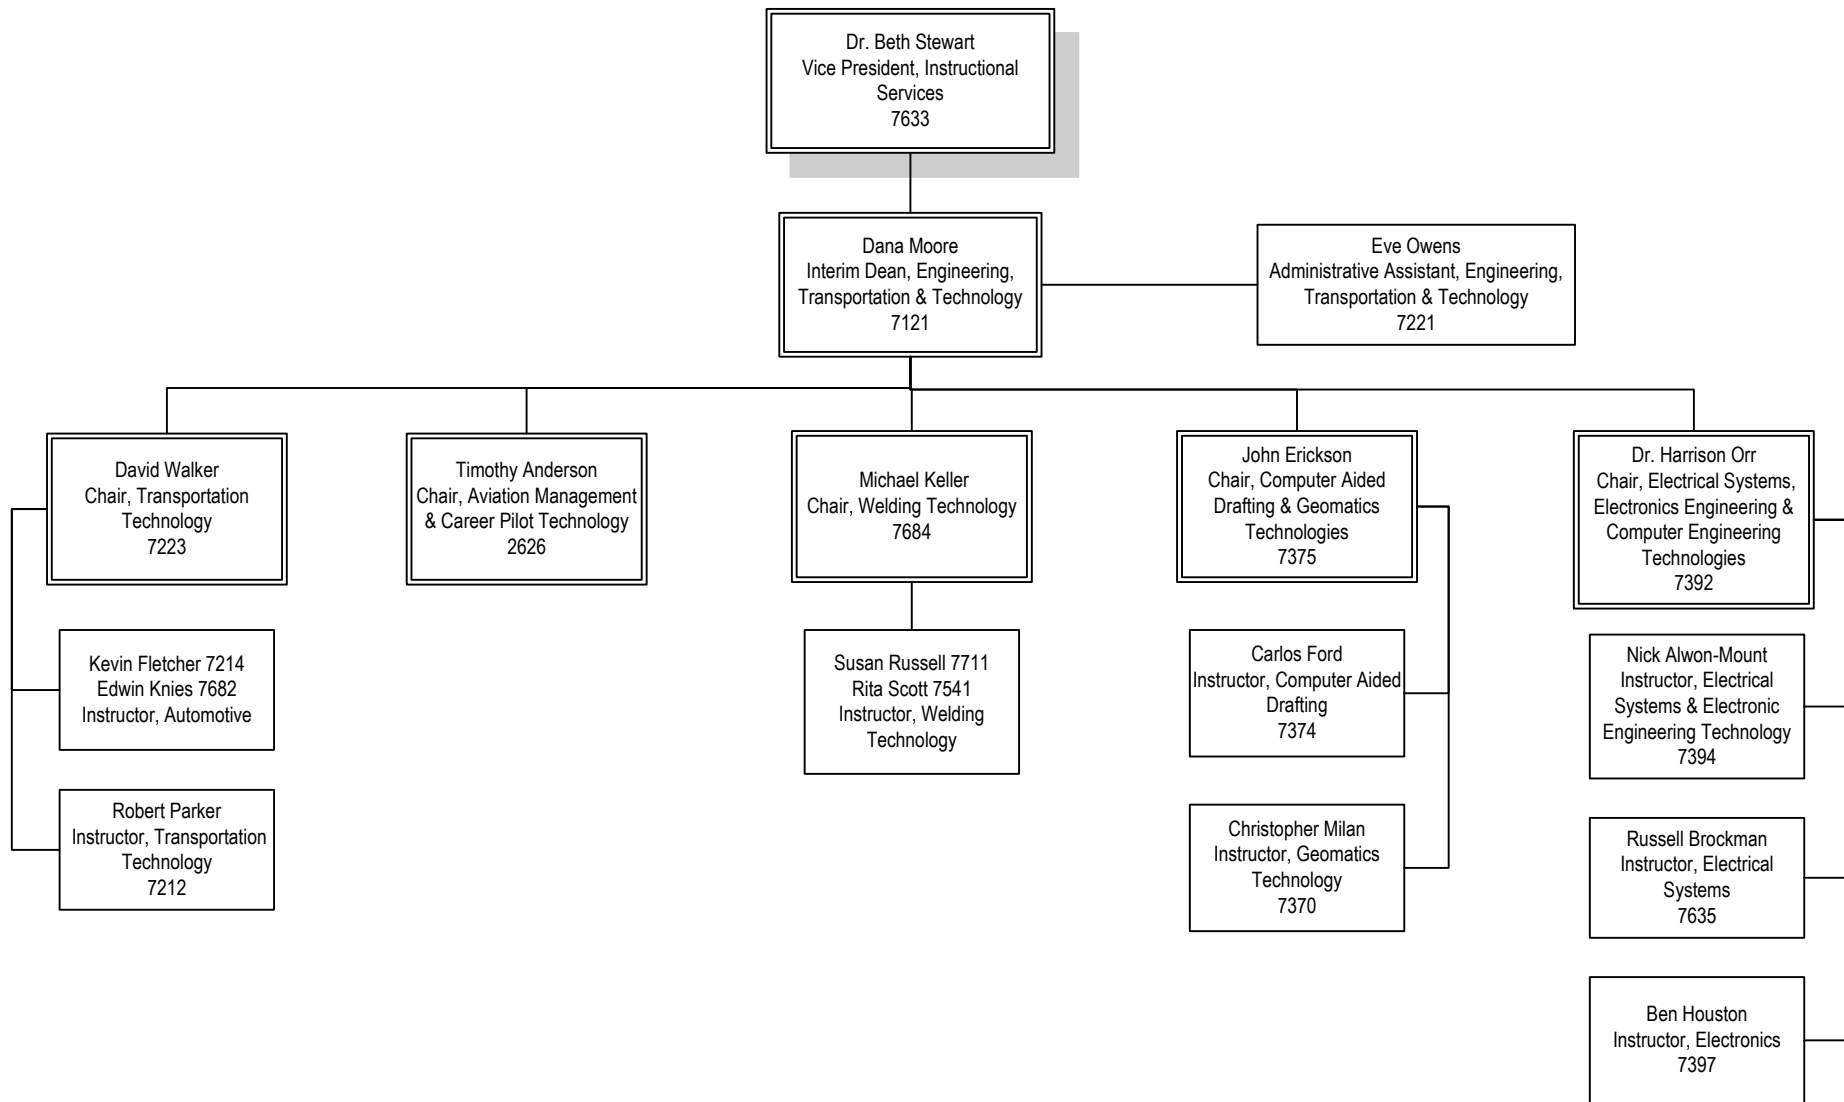 Dr. Beth Stewart
Vice President, Instructional
Services
7633
Dana Moore
Interim Dean, Engineering,
Transportation & Technology
7121
Eve Owens
Administrative Assistant, Engineering,
Transportation & Technology
7221
David Walker
Chair, Transportation
Technology
7223
Timothy Anderson
Chair, Aviation Management
& Career Pilot Technology
2626
Michael Keller
Chair, Welding Technology
7684
John Erickson
Chair, Computer Aided
Drafting & Geomatics
Technologies
7375
Dr. Harrison Orr
Chair, Electrical Systems,
Electronics Engineering &
Computer Engineering
Technologies
7392
Kevin Fletcher 7214
Edwin Knies 7682
Instructor, Automotive
Susan Russell 7711
Rita Scott 7541
Instructor, Welding
Technology
Carlos Ford
Instructor, Computer Aided
Drafting
7374
Nick Alwon-Mount
Instructor, Electrical
Systems & Electronic
Engineering Technology
7394
Robert Parker
Instructor, Transportation
Technology
7212
Christopher Milan
Instructor, Geomatics
Technology
7370
Russell Brockman
Instructor, Electrical
Systems
7635
Ben Houston
Instructor, Electronics
7397